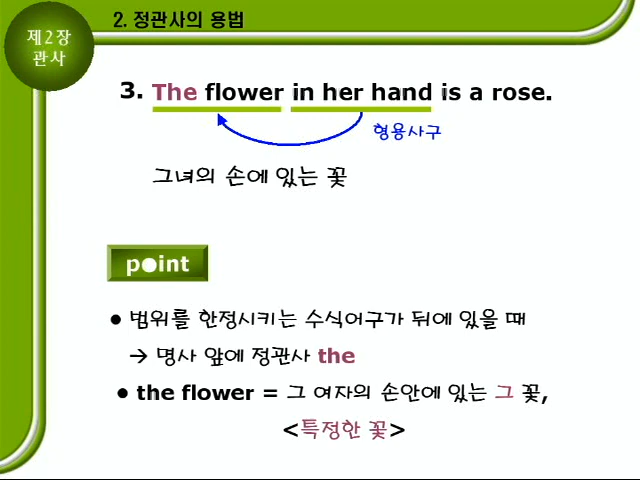 제2장
관사
2. 정관사의 용법
3. The flower in her hand is a rose.
형용사구
그녀의 손에 있는 꽃
point
● 범위를 한정시키는 수식어구가 뒤에 있을 때
→ 명사 앞에 정관사 the
● the flower = 그 여자의 손안에 있는 그 꽃,
<특정한 꽃>